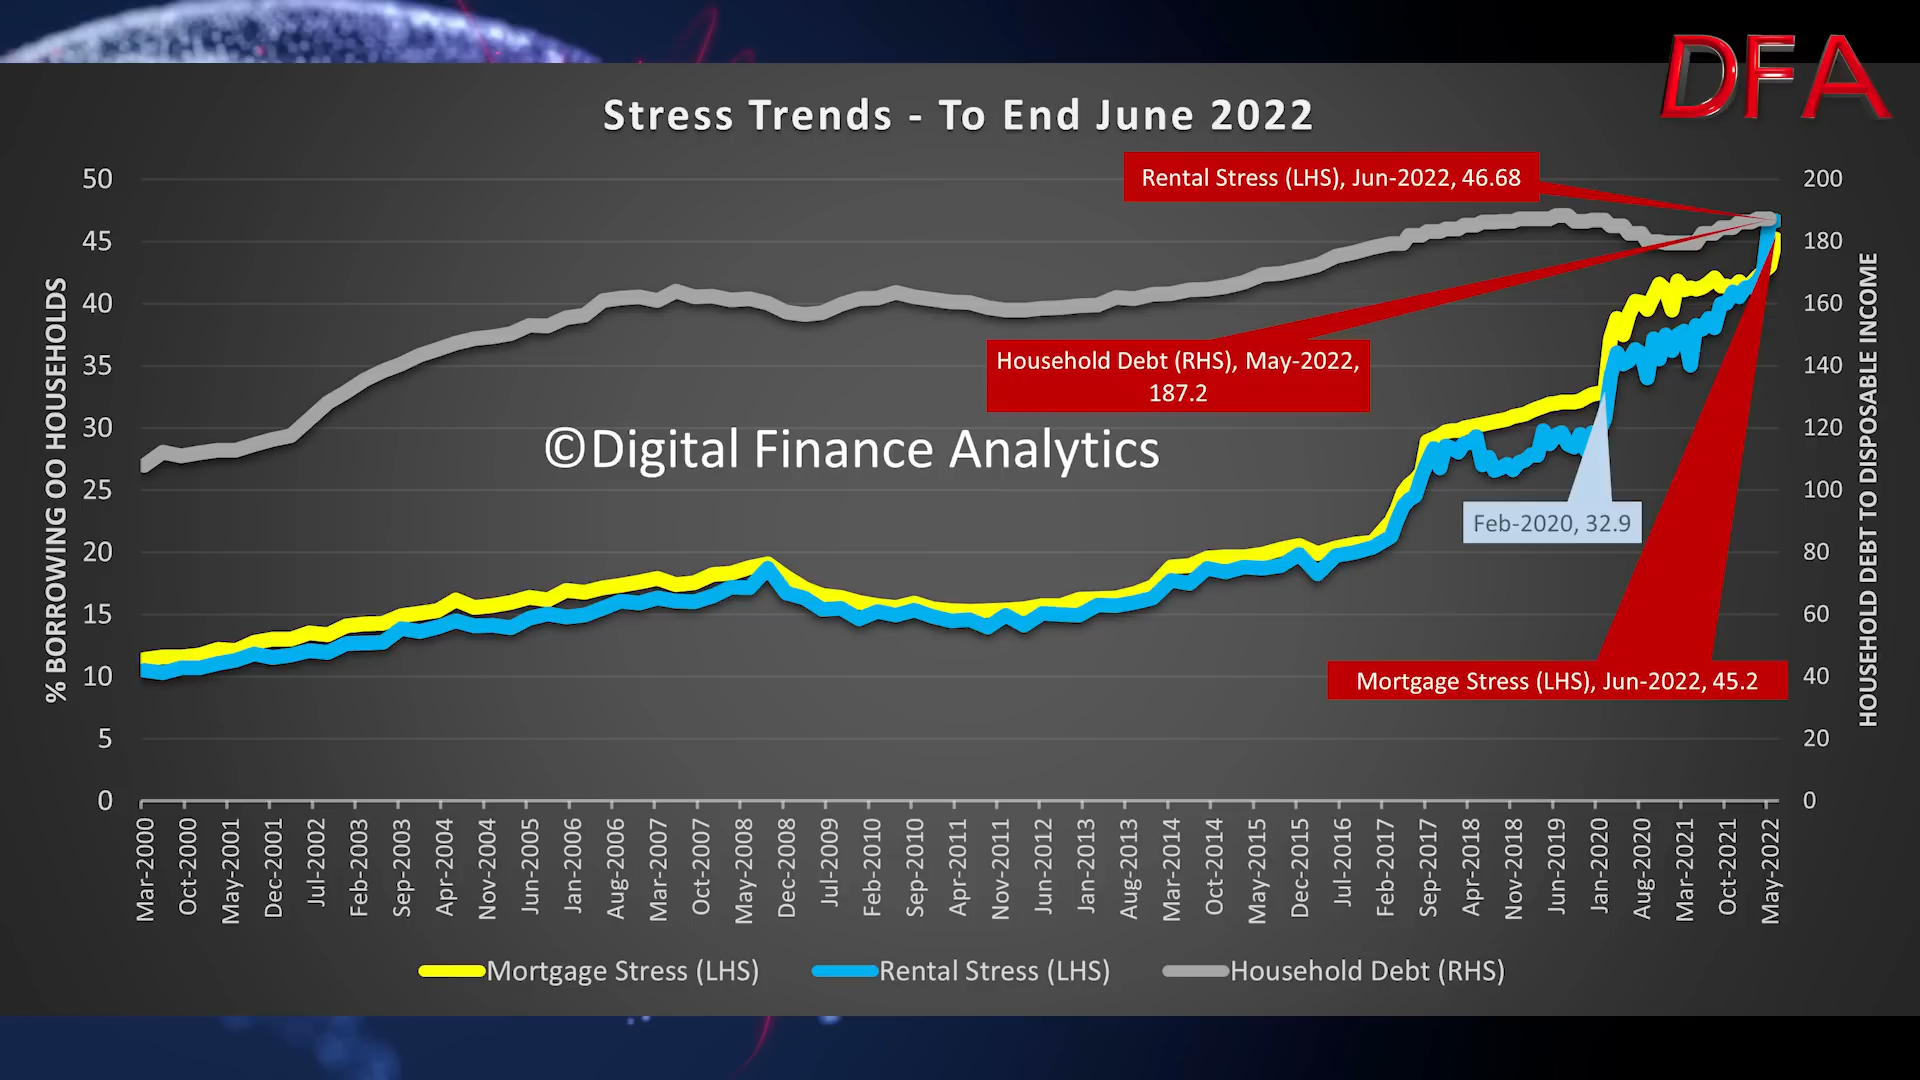 DFA
Stress Trends - To End June 2022
Rental Stress (LHS), Jun-2022, 46.68
Household Debt (RHS), May-2022,
187.2
©Digital Finance Analytics
Feb-2020, 32.9
Mortgage Stress (LHS), Jun-2022, 45.2
% BORROWING OO HOUSEHOLDS
50
45
40
35
30
25
20
15
10
5
0
200
180
160
140
120
100
80
60
40
20
0
HOUSEHOLD DEBT TO DISPOSABLE INCOME
Mar-2000
Oct-2000
May-2001
Dec-2001
Jul-2002
Feb-2003
Sep-2003
Apr-2004
Nov-2004
Jun-2005
Jan-2006
Aug-2006
Mar-2007
Oct-2007
May-2008
Dec-2008
Jul-2009
Feb-2010
Sep-2010
Apr-2011
Nov-2011
Jun-2012
Jan-2013
Aug-2013
Mar-2014
Oct-2014
May-2015
Dec-2015
Jul-2016
Feb-2017
Sep-2017
Apr-2018
Nov-2018
Jun-2019
Jan-2020
Aug-2020
Mar-2021
Oct-2021
May-2022
Mortgage Stress (LHS)
Rental Stress (LHS)
Household Debt (RHS)